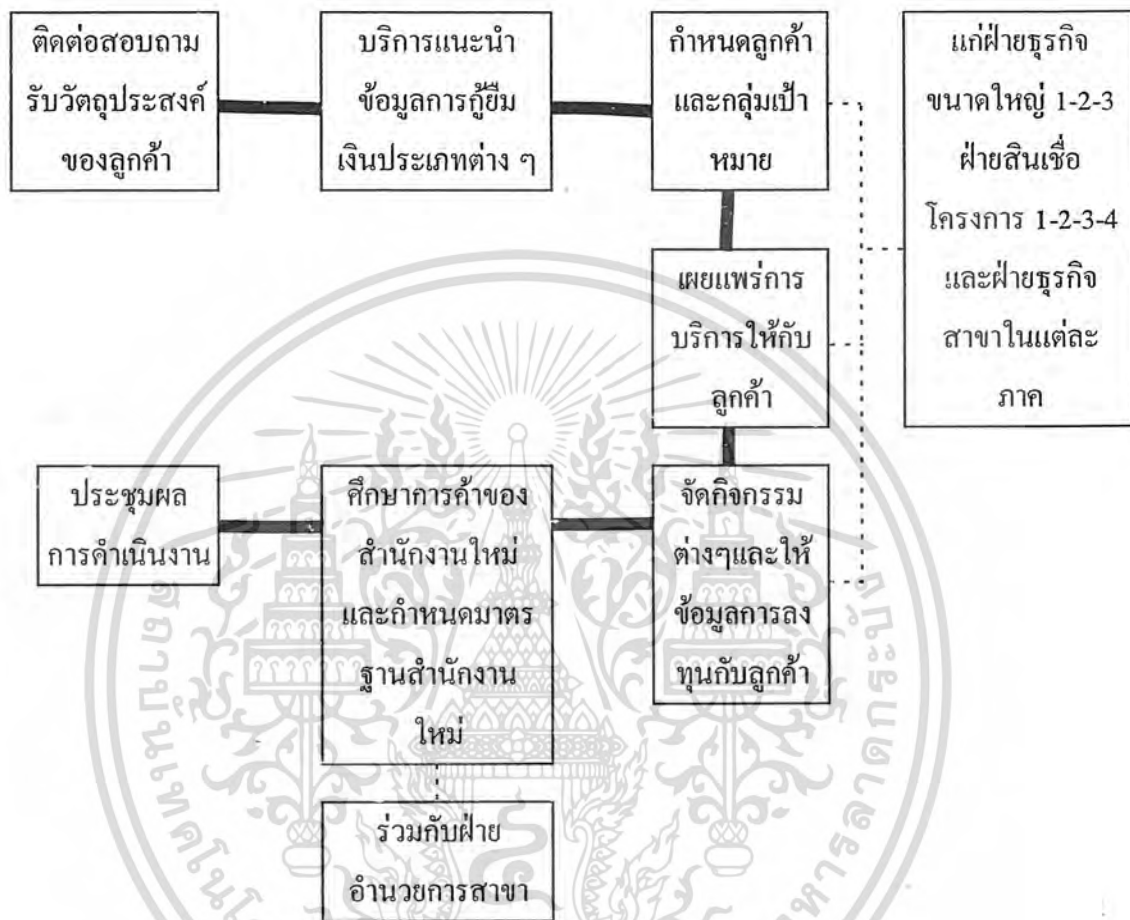 ติดต่อสอบถาม
รับวัตถุประสงค์
ของลูกค้า
บริการแนะนำ
ข้อมูลการกู้ยืม
เงินประเภทต่าง ๆ
กำหนดลูกค้า
และกลุ่มเป้า
หมาย
แก่ฝ่ายธุรกิจ
ขนาดใหญ่ 1-2-3
ฝ่ายสินเชื่อ
โครงการ 1-2-3-4
และฝ่ายธุรกิจ
สาขาในแต่ละ
ภาค
เผยแพร่การ
บริการให้กับ
ลูกค้า
ประชุมผล
การดำเนินงาน
ศึกษาการค้าของ
สำนักงานใหม่
และกำหนดมาตร
ฐานสำนักงาน
ใหม่
จัดกิจกรรม
ต่างๆและให้
ข้อมูลการลง
ทุนกับลูกค้า
ร่วมกับฝ่าย
อำนวยการสาขา